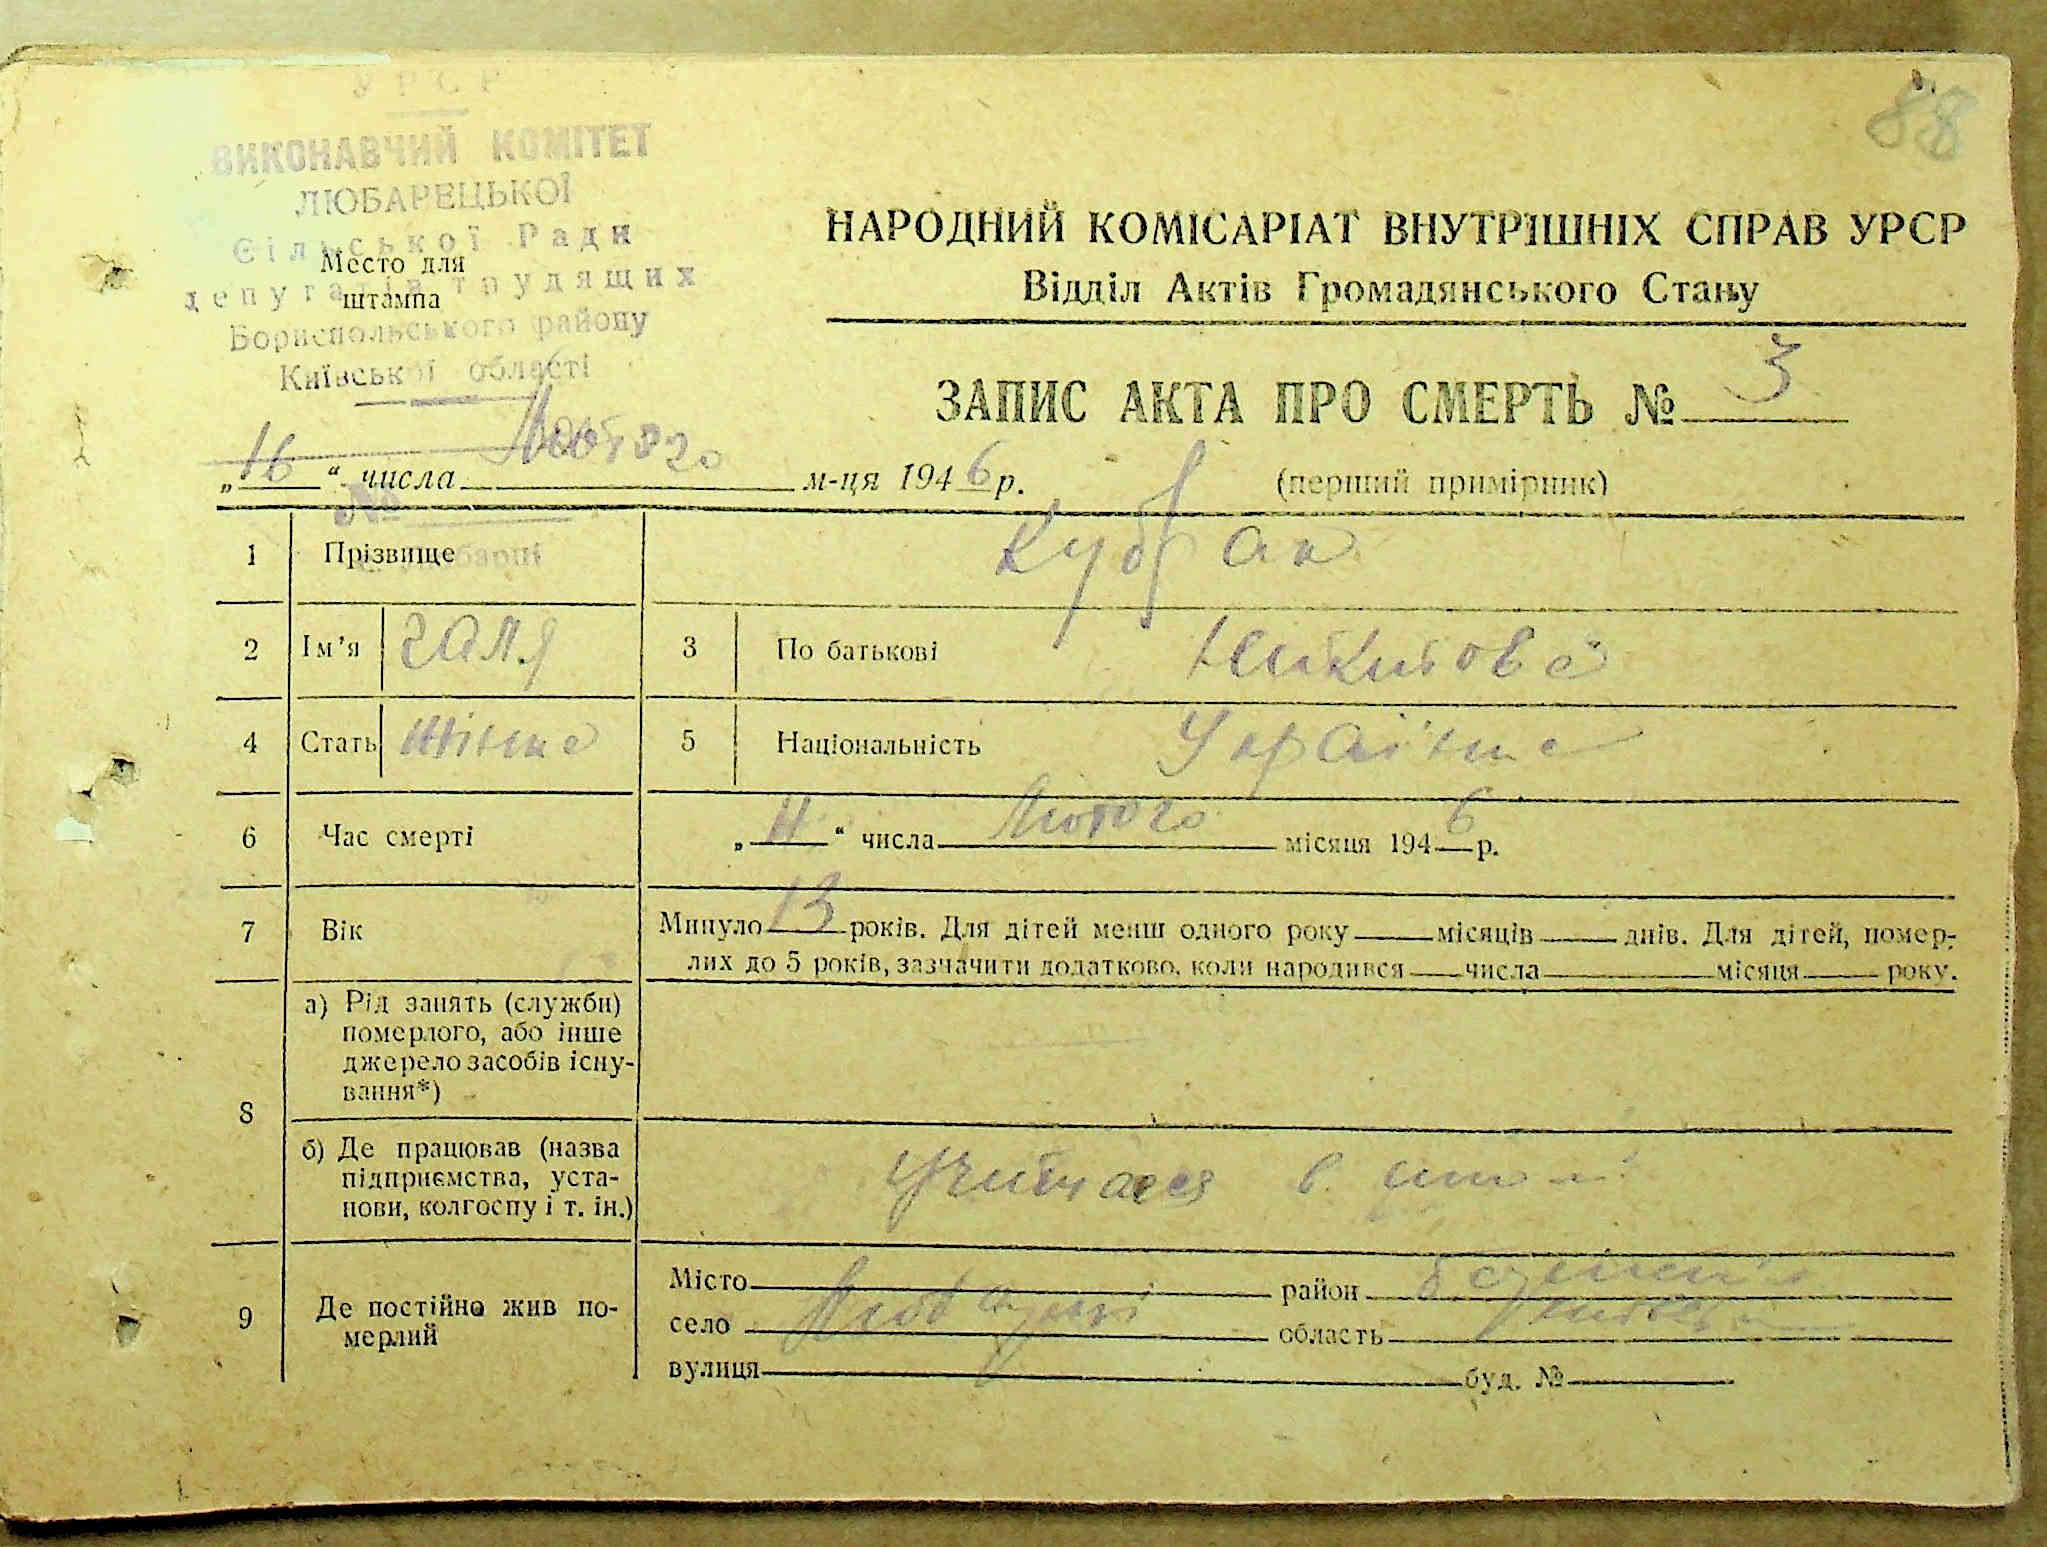 88
УРСР
ВИКОНАВЧИЙ КОМІТЕТ
ЛЮБАРЕЦЬКОЇ
Сільської Ради
депутатів трудящих
Бориспольського району
Київської області
Место для
штампа
НАРОДНИЙ КОМІСАРІАТ ВНУТРІШНІХ СПРАВ УРСР
Відділ Актів Громадянського Стану
ЗАПИС АКТА ПРО СМЕРТЬ № 3
„16“ числа Лютого м-ця 1946 р.
(перший примірник)
№
1 Прізвище Кубрак
2 Ім’я Галя 3 По батькові Никитова
4 Стать 5 Національність Українка
6 Час смерті „11“ числа Лютого місяця 1946 р.
7 Вік Минуло 13 років. Для дітей менш одного року місяців днів. Для дітей, помер-
лих до 5 років, зазначити додатково, коли народився числа місяця року.
8 а) Рід занять (служби)
померлого, або інше
джерело засобів існу-
вання*)
б) Де працював (назва
підприємства, уста-
нови, колгоспу і т. ін.)
в школі
9 Де постійно жив по-
мерлий
Місто район
село Любарці область
вулиця буд. №